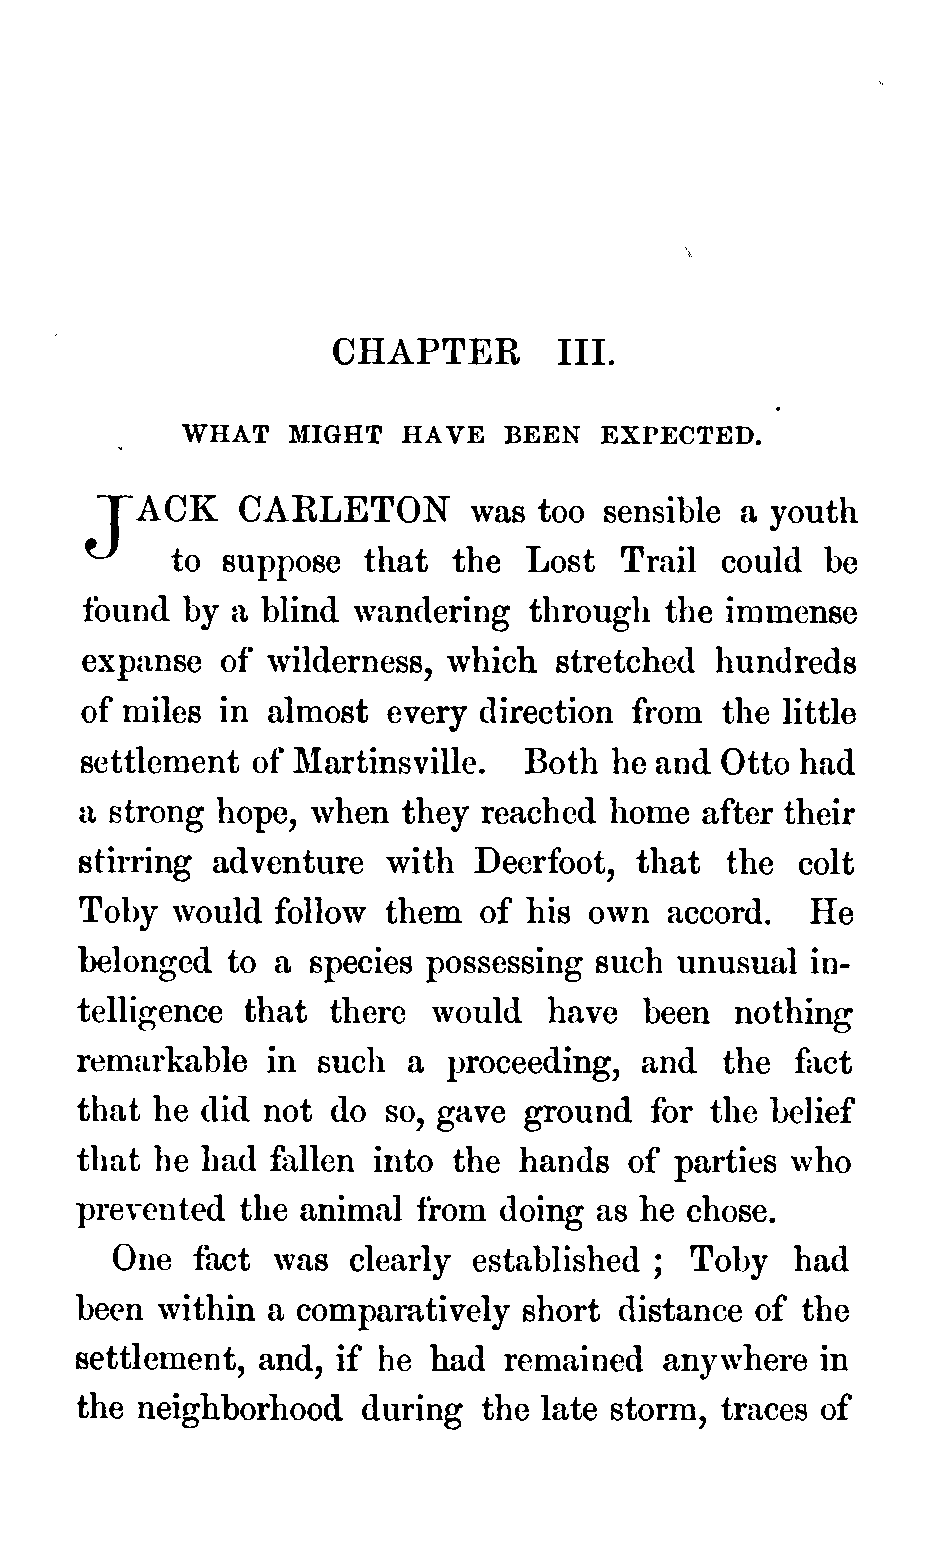 CHAPTER III.
WHAT MIGHT HAVE BEEN EXPECTED.
JACK CARLETON was too sensible a youth
to suppose that the Lost Trail could be
found by a blind wandering through the immense
expanse of wilderness, which stretched hundreds
of miles in almost every direction from the little
settlement of Martinsville. Both he and Otto had
a strong hope, when they reached home after their
stirring adventure with Deerfoot, that the colt
Toby would follow them of his own accord. He
belonged to a species possessing such unusual in-
telligence that there would have been nothing
remarkable in such a proceeding, and the fact
that he did not do so, gave ground for the belief
that he had fallen into the hands of parties who
prevented the animal from doing as he chose.
One fact was clearly established ; Toby had
been within a comparatively short distance of the
settlement, and, if he had remained anywhere in
the neighborhood during the late storm, traces of